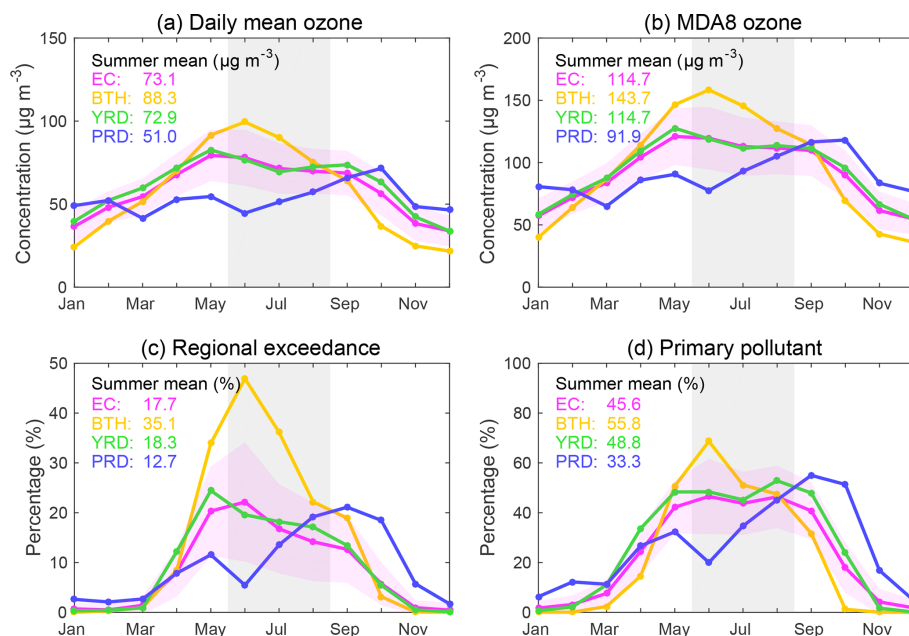 (a) Daily mean ozone
Concentration (µg m⁻³)
150
100
50
0
Summer mean (µg m⁻³)
EC: 73.1
BTH: 88.3
YRD: 72.9
PRD: 51.0
Jan Mar May Jul Sep Nov
(b) MDA8 ozone
Concentration (µg m⁻³)
200
150
100
50
0
Summer mean (µg m⁻³)
EC: 114.7
BTH: 143.7
YRD: 114.7
PRD: 91.9
Jan Mar May Jul Sep Nov
(c) Regional exceedance
Percentage (%)
50
40
30
20
10
0
Summer mean (%)
EC: 17.7
BTH: 35.1
YRD: 18.3
PRD: 12.7
Jan Mar May Jul Sep Nov
(d) Primary pollutant
Percentage (%)
100
80
60
40
20
0
Summer mean (%)
EC: 45.6
BTH: 55.8
YRD: 48.8
PRD: 33.3
Jan Mar May Jul Sep Nov